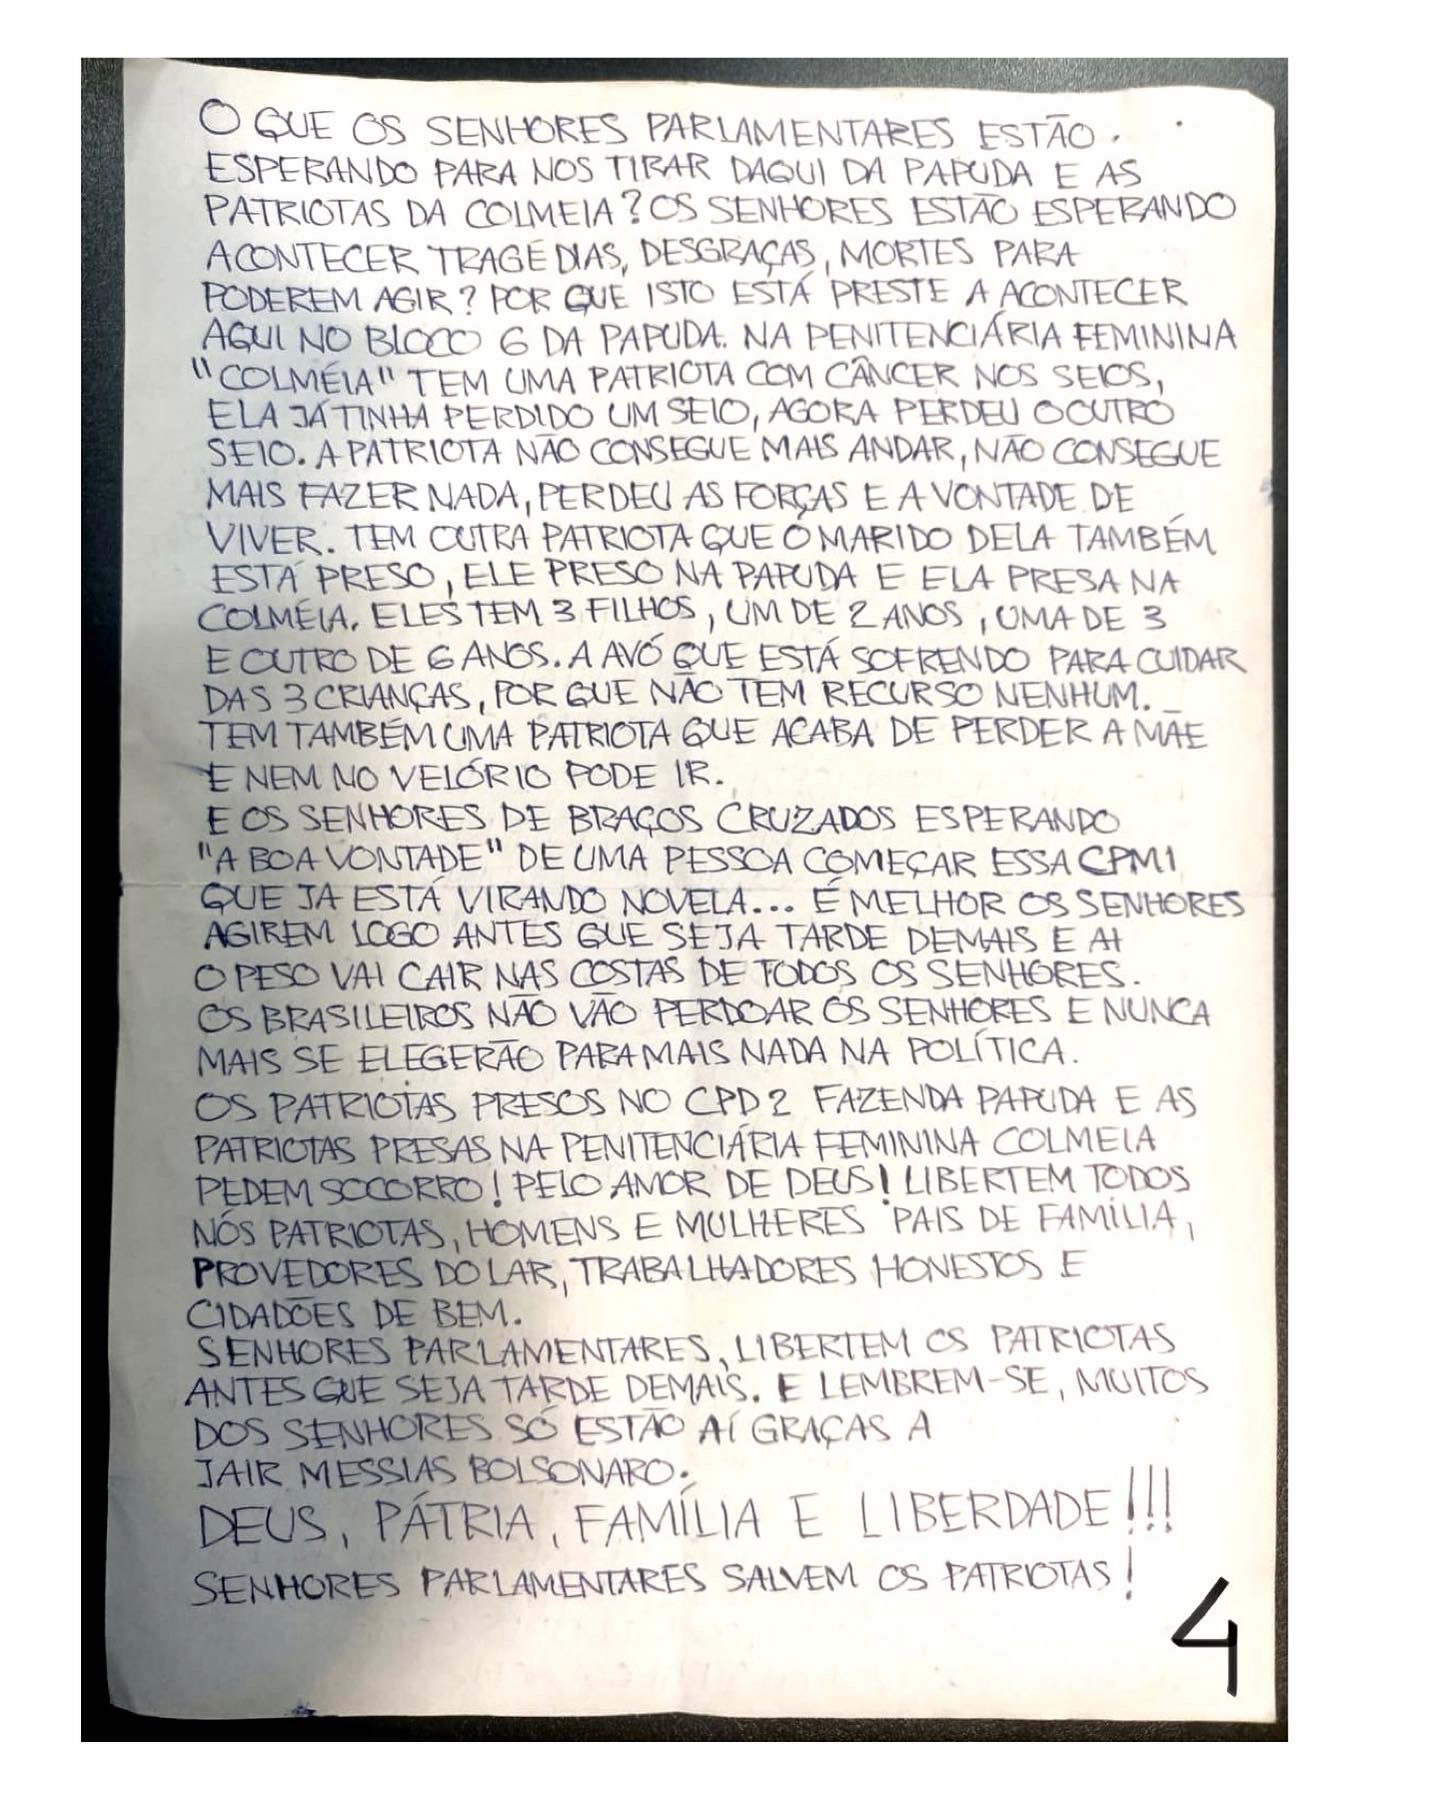 O QUE OS SENHORES PARLAMENTARES ESTÃO
ESPERANDO PARA NOS TIRAR DAQUI DA PAPUDA E AS
PATRIOTAS DA COLMEIA? OS SENHORES ESTÃO ESPERANDO
ACONTECER TRAGÉDIAS, DESGRAÇAS, MORTES PARA
PODEREM AGIR? POR QUE ISTO ESTÁ PRESTE A ACONTECER
AQUI NO BLOCO 6 DA PAPUDA. NA PENITENCIÁRIA FEMININA
"COLMÉIA" TEM UMA PATRIOTA COM CÂNCER NOS SEIOS,
ELA JÁ TINHA PERDIDO UM SEIO, AGORA PERDEU O OUTRO
SEIO. A PATRIOTA NÃO CONSEGUE MAIS ANDAR, NÃO CONSEGUE
MAIS FAZER NADA, PERDEU AS FORÇAS E A VONTADE DE
VIVER. TEM OUTRA PATRIOTA QUE O MARIDO DELA TAMBÉM
ESTÁ PRESO, ELE PRESO NA PAPUDA E ELA PRESA NA
COLMÉIA. ELES TEM 3 FILHOS, UM DE 2 ANOS, UMA DE 3
E OUTRO DE 6 ANOS. A AVÓ QUE ESTÁ SOFRENDO PARA CUIDAR
DAS 3 CRIANÇAS, POR QUE NÃO TEM RECURSO NENHUM.
TEM TAMBÉM UMA PATRIOTA QUE ACABA DE PERDER A MÃE
E NEM NO VELÓRIO PODE IR.
E OS SENHORES DE BRAÇOS CRUZADOS ESPERANDO
"A BOA VONTADE" DE UMA PESSOA COMEÇAR ESSA CPMI
QUE JA ESTÁ VIRANDO NOVELA... É MELHOR OS SENHORES
AGIREM LOGO ANTES QUE SEJA TARDE DEMAIS E AÍ
O PESO VAI CAIR NAS COSTAS DE TODOS OS SENHORES.
OS BRASILEIROS NÃO VÃO PERDOAR OS SENHORES E NUNCA
MAIS SE ELEGERÃO PARA MAIS NADA NA POLÍTICA.
OS PATRIOTAS PRESOS NO CPD2 FAZENDA PAPUDA E AS
PATRIOTAS PRESAS NA PENITENCIÁRIA FEMININA COLMEIA
PEDEM SOCORRO! PELO AMOR DE DEUS! LIBERTEM TODOS
NÓS PATRIOTAS, HOMENS E MULHERES PAIS DE FAMÍLIA,
PROVEDORES DO LAR, TRABALHADORES HONESTOS E
CIDADÕES DE BEM.
SENHORES PARLAMENTARES, LIBERTEM OS PATRIOTAS
ANTES QUE SEJA TARDE DEMAIS. E LEMBREM-SE, MUITOS
DOS SENHORES SÓ ESTÃO AÍ GRAÇAS A
JAIR MESSIAS BOLSONARO.
DEUS, PÁTRIA, FAMÍLIA E LIBERDADE!!!
SENHORES PARLAMENTARES SALVEM OS PATRIOTAS!
4